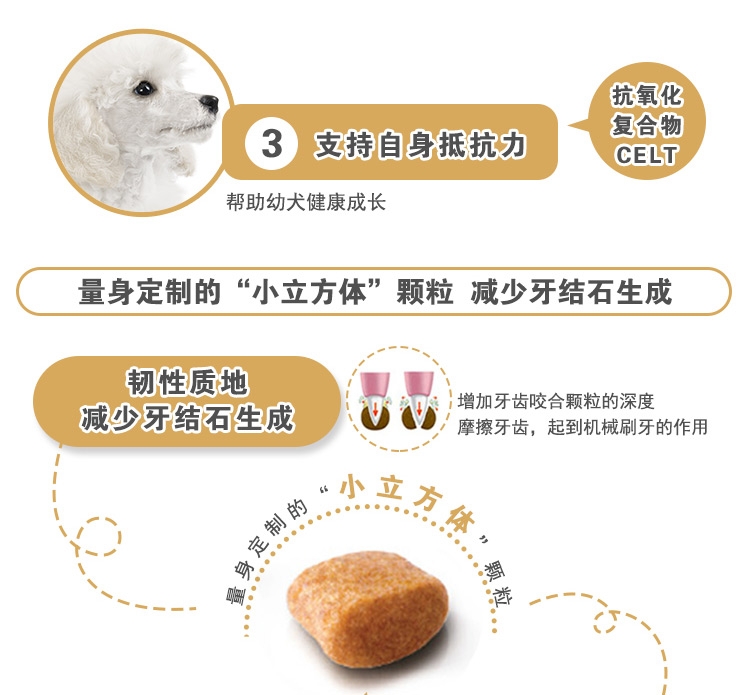 3 支持自身抵抗力
抗氧化
复合物
CELT
帮助幼犬健康成长
量身定制的“小立方体”颗粒 减少牙结石生成
韧性质地
减少牙结石生成
增加牙齿咬合颗粒的深度
摩擦牙齿，起到机械刷牙的作用
量身定制的“小立方体”颗粒